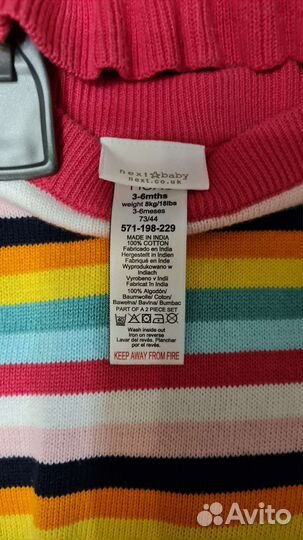 next baby
next.co.uk
3-6mths
weight 8kg/18lbs
3-6meses
73/44
571-198-229
MADE IN INDIA
100% COTTON
Fabricado en India
Hergestellt in Indien
Fabriqué en Inde
Wyprodukowano w
Indiach
Vyrobeno v Indii
Fabricat în India
100% Algodón/
Baumwolle/ Coton/
Bawełna/ Bavlna/ Bumbac
PART OF A 2 PIECE SET
Wash inside out
Iron on reverse
Lavar del revés. Planchar
por el revés.
KEEP AWAY FROM FIRE
Avito